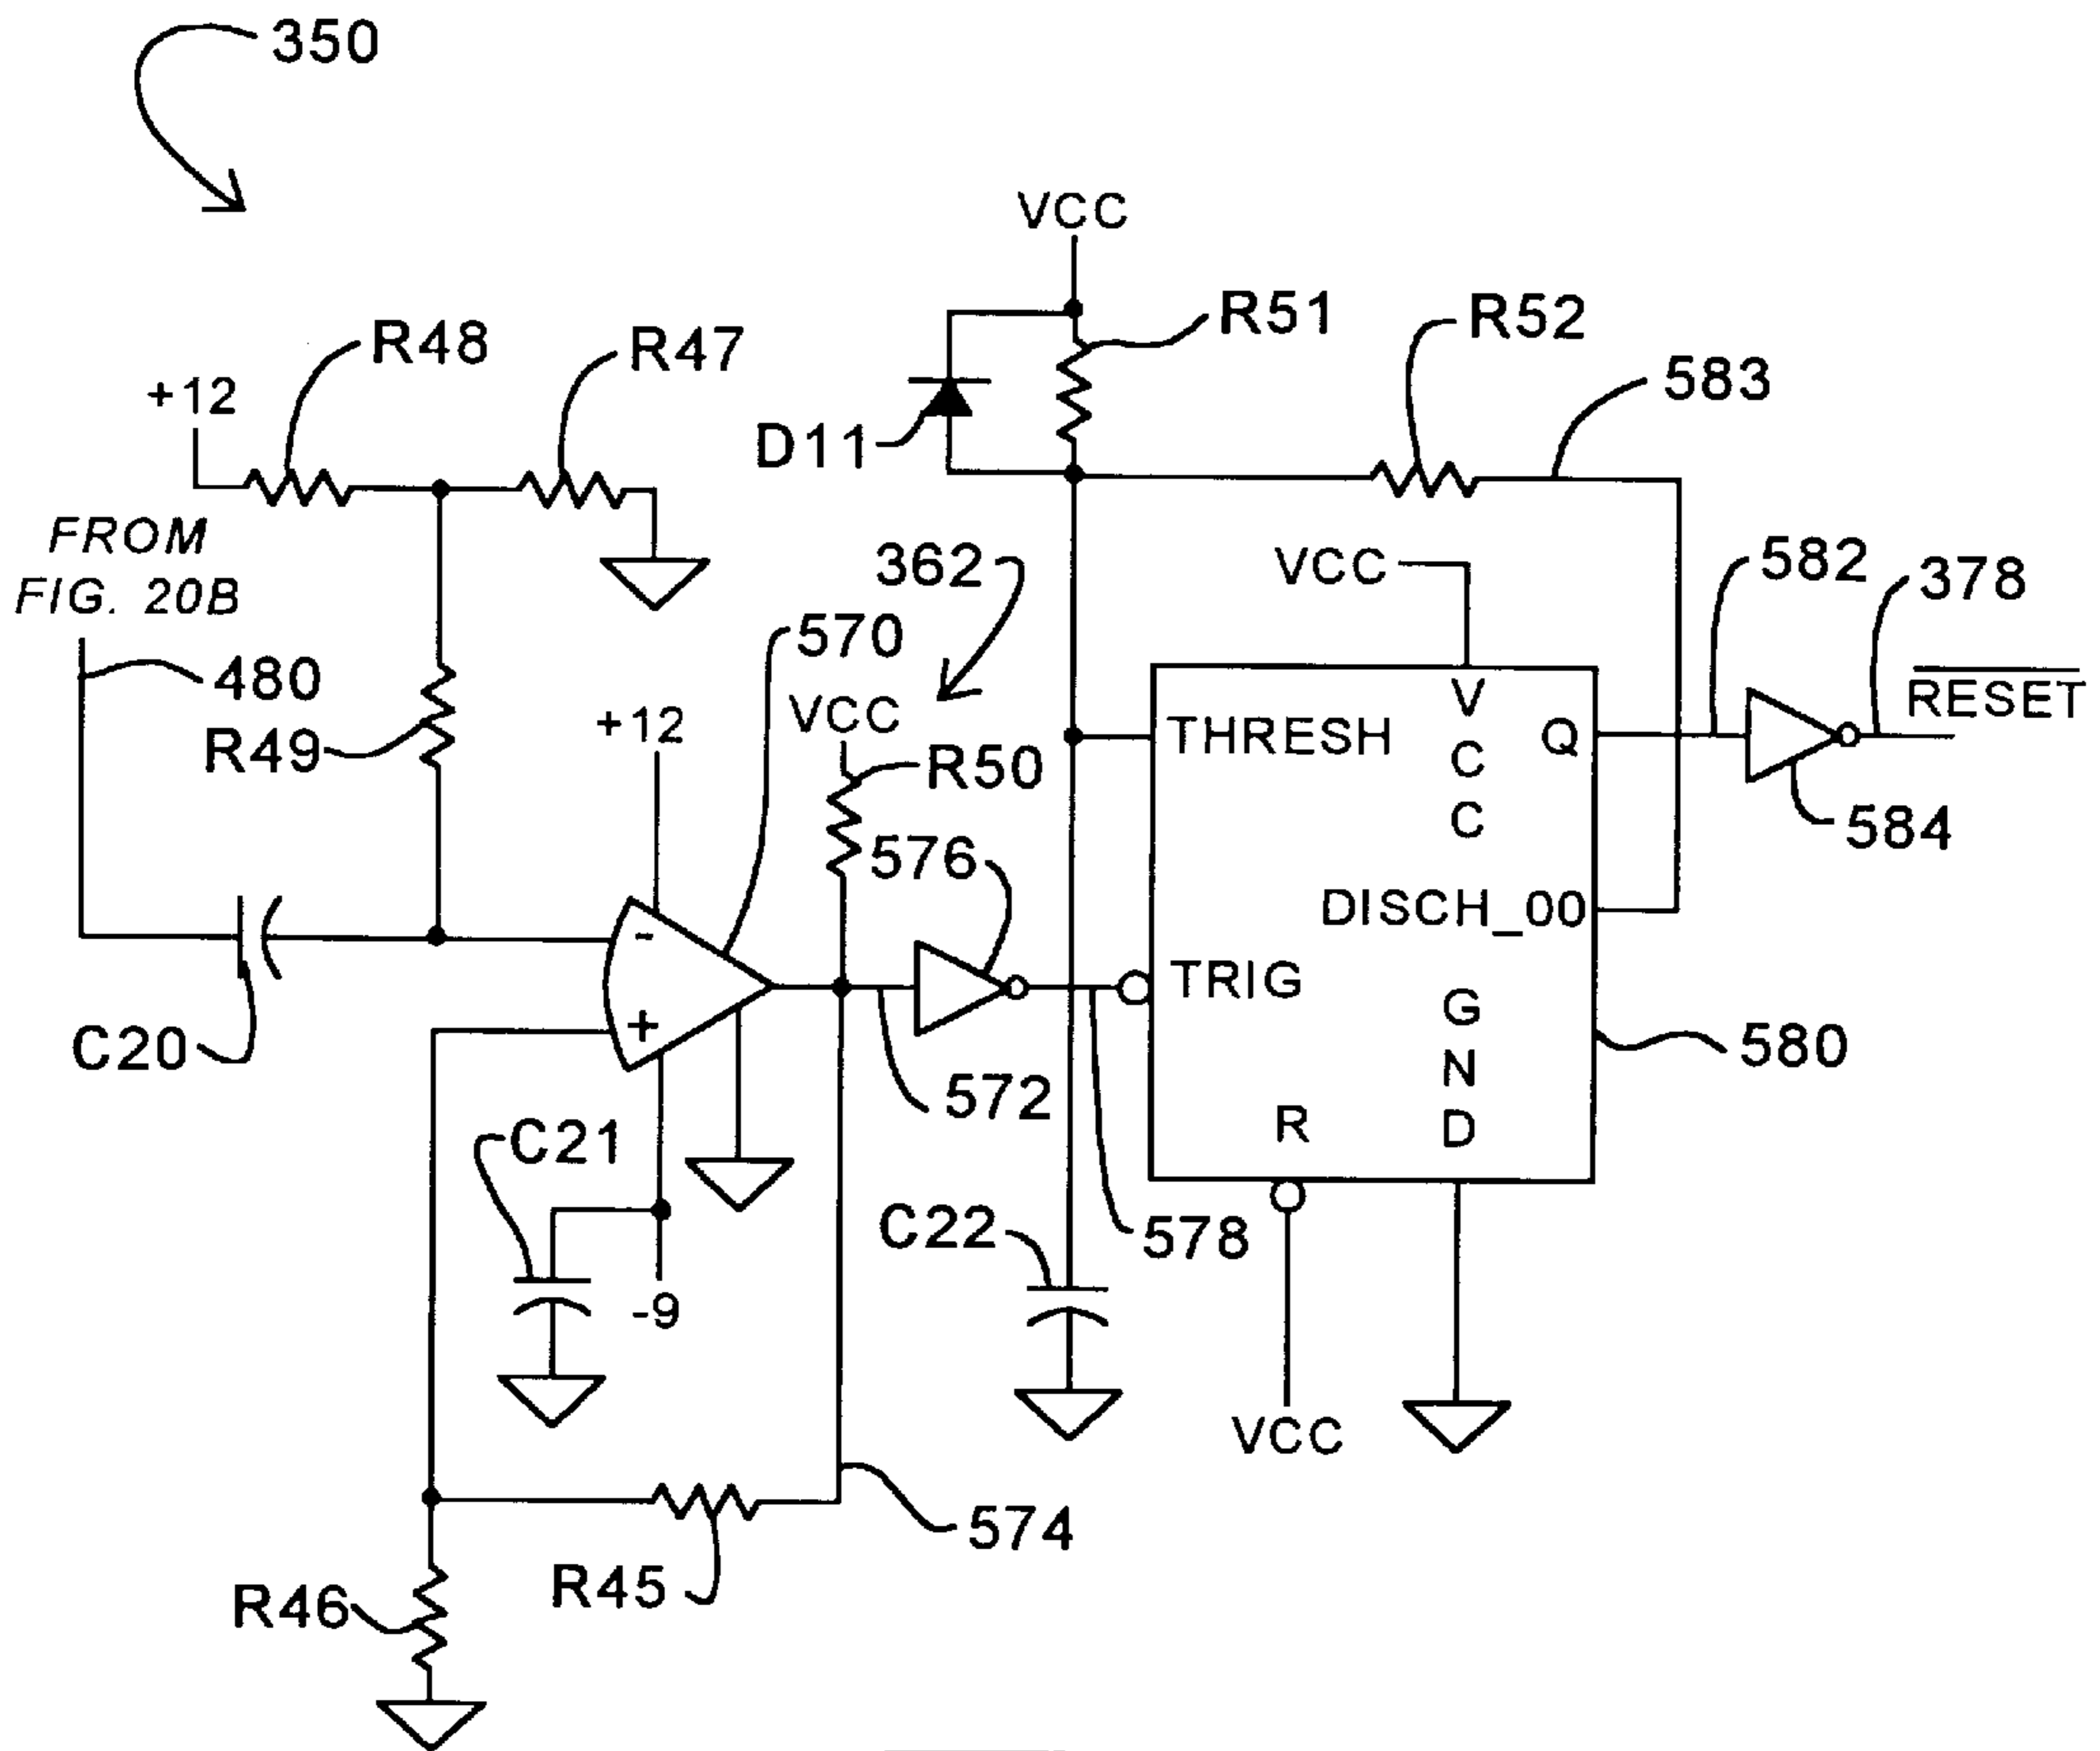 350
VCC
R48
R47
R51
R52
+12
583
D11
FROM
FIG. 20B
362
VCC
582
378
570
480
+12
VCC
RESET
R49
R50
THRESH
VCC
Q
576
584
-
DISCH_00
+
TRIG
C20
GND
580
572
C21
R
C22
578
-9
VCC
574
R45
R46